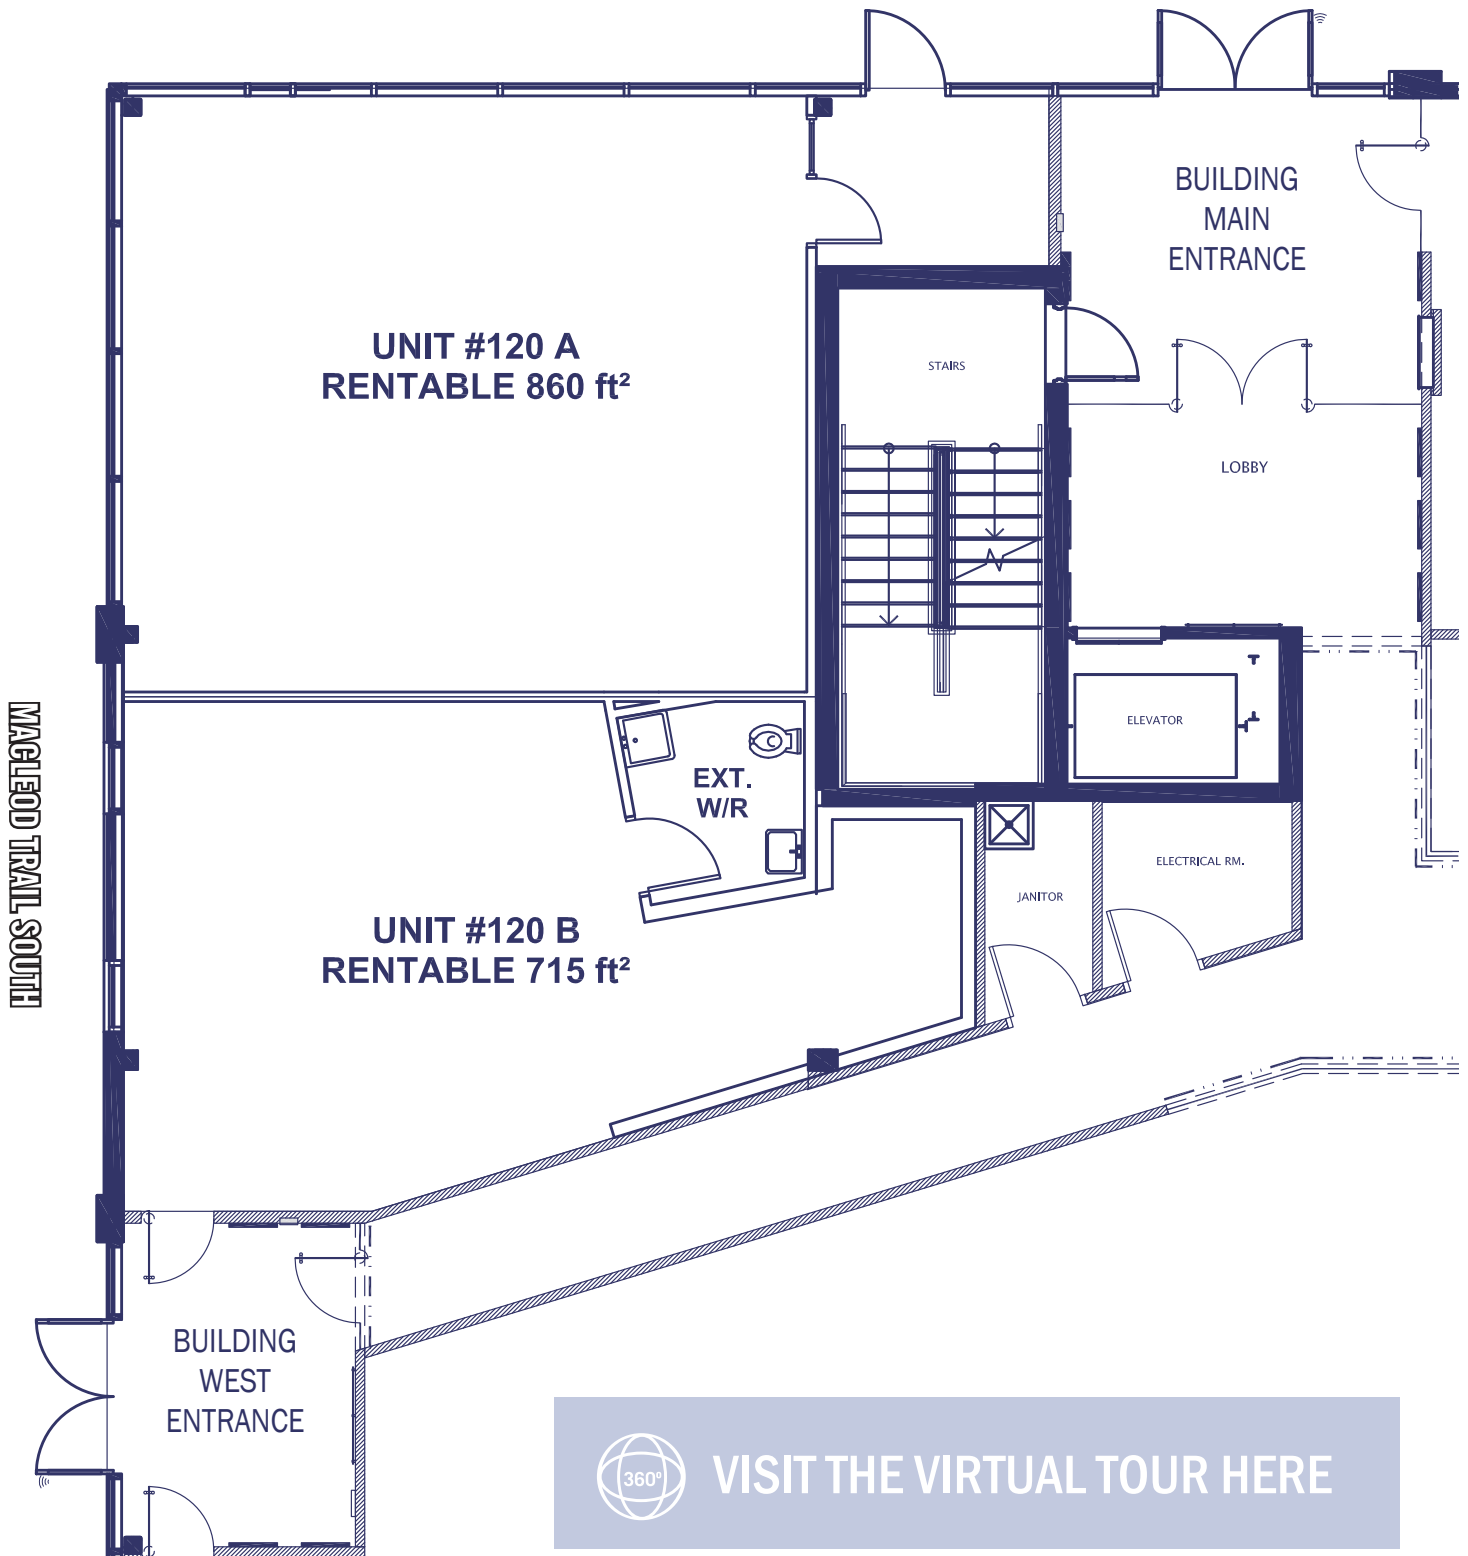 BUILDING
MAIN
ENTRANCE
UNIT #120 A
RENTABLE 860 ft²
STAIRS
LOBBY
MACLEOD TRAIL SOUTH
ELEVATOR
EXT.
W/R
ELECTRICAL RM.
JANITOR
UNIT #120 B
RENTABLE 715 ft²
BUILDING
WEST
ENTRANCE
360º
VISIT THE VIRTUAL TOUR HERE